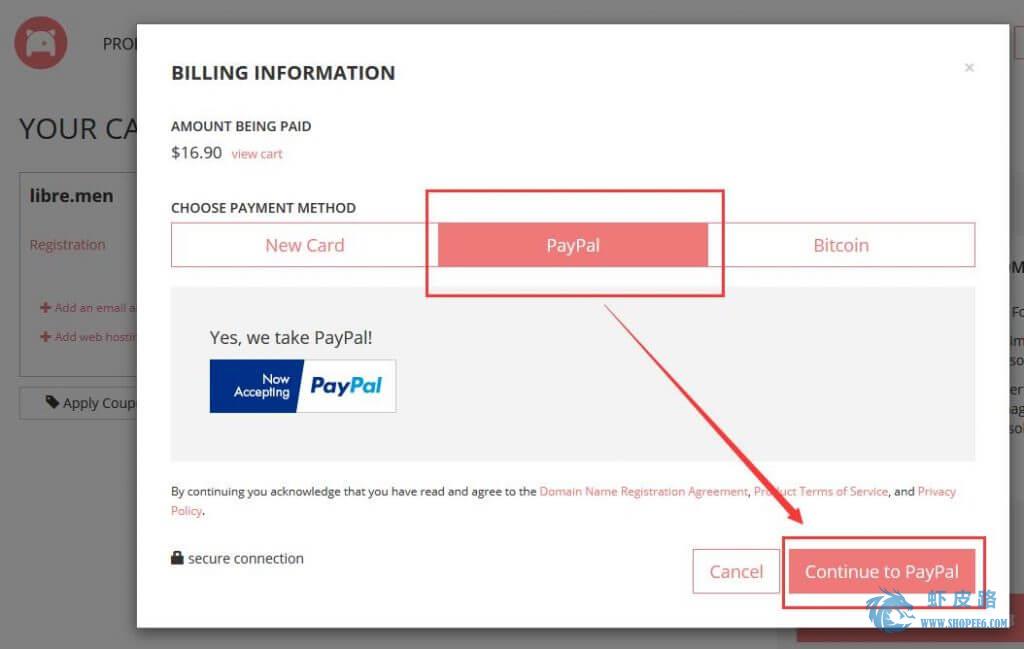 PRO
BILLING INFORMATION
×
YOUR CA
AMOUNT BEING PAID
$16.90 view cart
libre.men
CHOOSE PAYMENT METHOD
Registration
New Card
PayPal
Bitcoin
Add an email a
Add web hostin
Yes, we take PayPal!
Now
Accepting
PayPal
Apply Coup
By continuing you acknowledge that you have read and agree to the Domain Name Registration Agreement, Product Terms of Service, and Privacy
Policy.
secure connection
Cancel
Continue to PayPal
虾皮路
WWW.SHOPEE6.COM